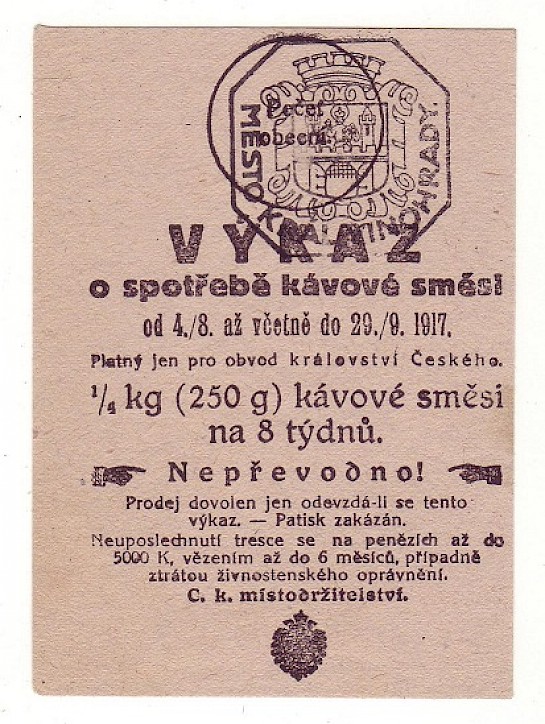 Pečeť
obecní.
MĚSTO KRÁL. VINOHRADY.
VÝKAZ
o spotřebě kávové směsi
od 4./8. až včetně do 29./9. 1917.
Platný jen pro obvod království Českého.
¼ kg (250 g) kávové směsi
na 8 týdnů.
Nepřevodno!
Prodej dovolen jen odevzdá-li se tento
výkaz. — Patisk zakázán.
Neuposlechnutí tresce se na penězích až do
5000 K, vězením až do 6 měsíců, případně
ztrátou živnostenského oprávnění.
C. k. místodržitelství.